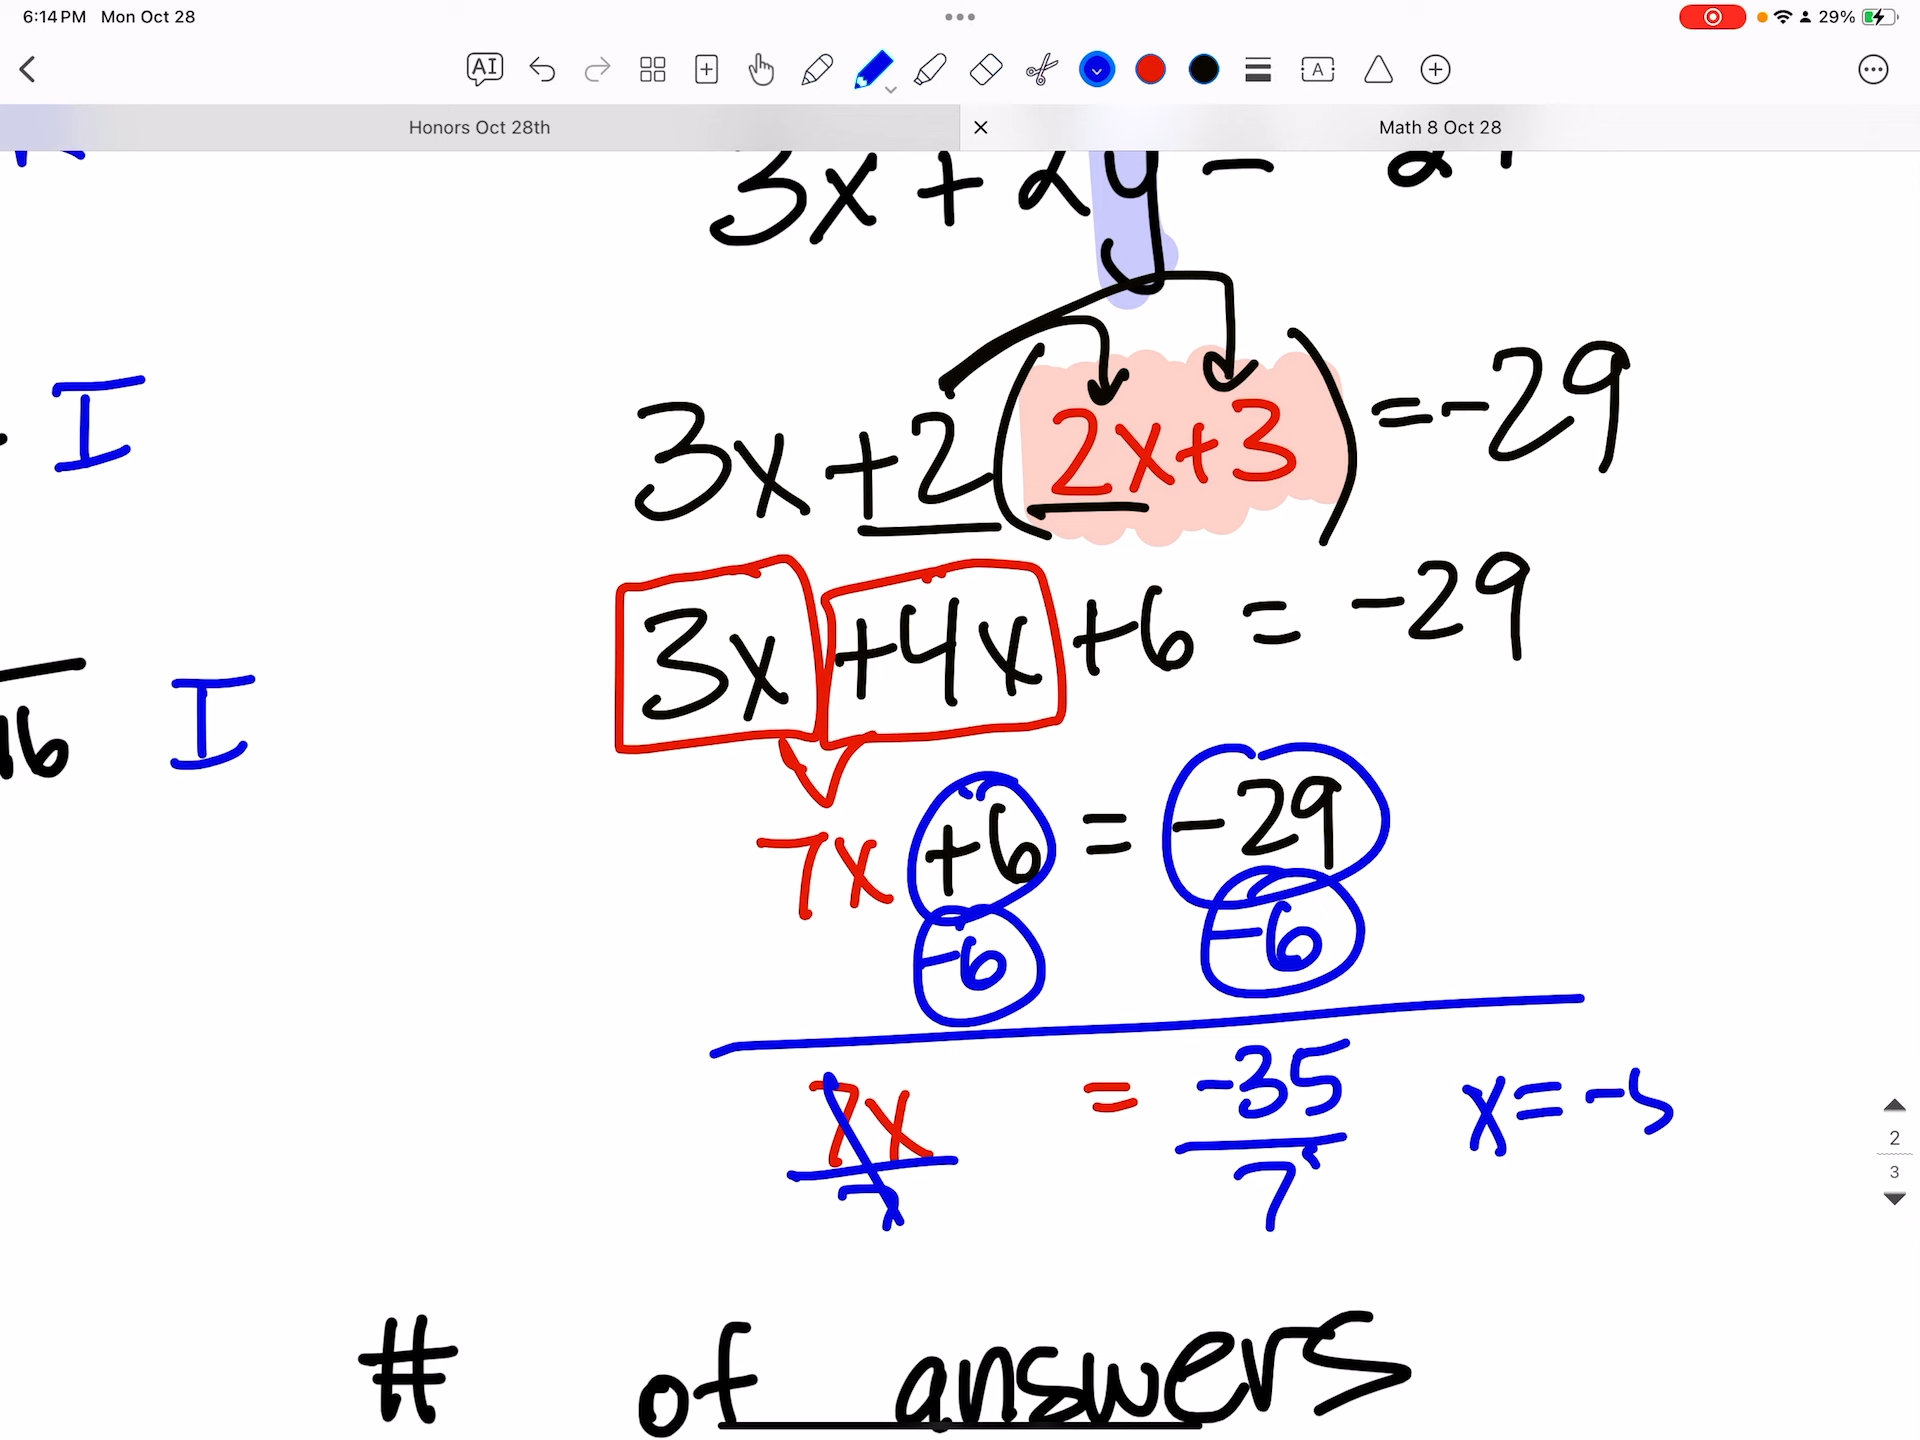 6:14 PM Mon Oct 28
29%
AI
A
Honors Oct 28th
Math 8 Oct 28
3x + 2y =
I
3x +2(2x+3) = -29
3x +4x +6 = -29
16 I
7x +6 = -29
-6 -6
7x = -35 x = -5
7 7
2
3
# of answers